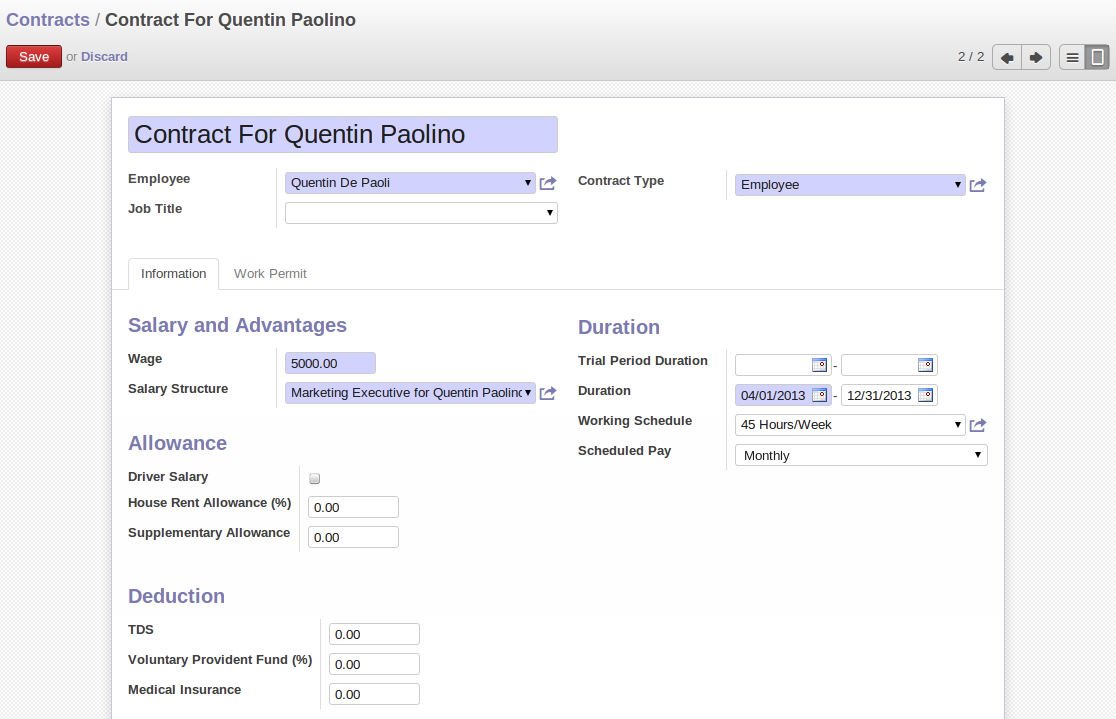 Contracts / Contract For Quentin Paolino
Save or Discard
2 / 2
Contract For Quentin Paolino
Employee Quentin De Paoli
Contract Type Employee
Job Title
Information Work Permit
Salary and Advantages
Wage 5000.00
Salary Structure Marketing Executive for Quentin Paolino
Duration
Trial Period Duration -
Duration 04/01/2013 - 12/31/2013
Working Schedule 45 Hours/Week
Scheduled Pay Monthly
Allowance
Driver Salary
House Rent Allowance (%) 0.00
Supplementary Allowance 0.00
Deduction
TDS 0.00
Voluntary Provident Fund (%) 0.00
Medical Insurance 0.00